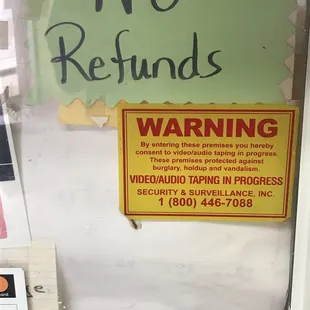 No
Refunds
WARNING
By entering these premises you hereby
consent to video/audio taping in progress.
These premises protected against
burglary, holdup and vandalism.
VIDEO/AUDIO TAPING IN PROGRESS
SECURITY & SURVEILLANCE, INC.
1 (800) 446-7088